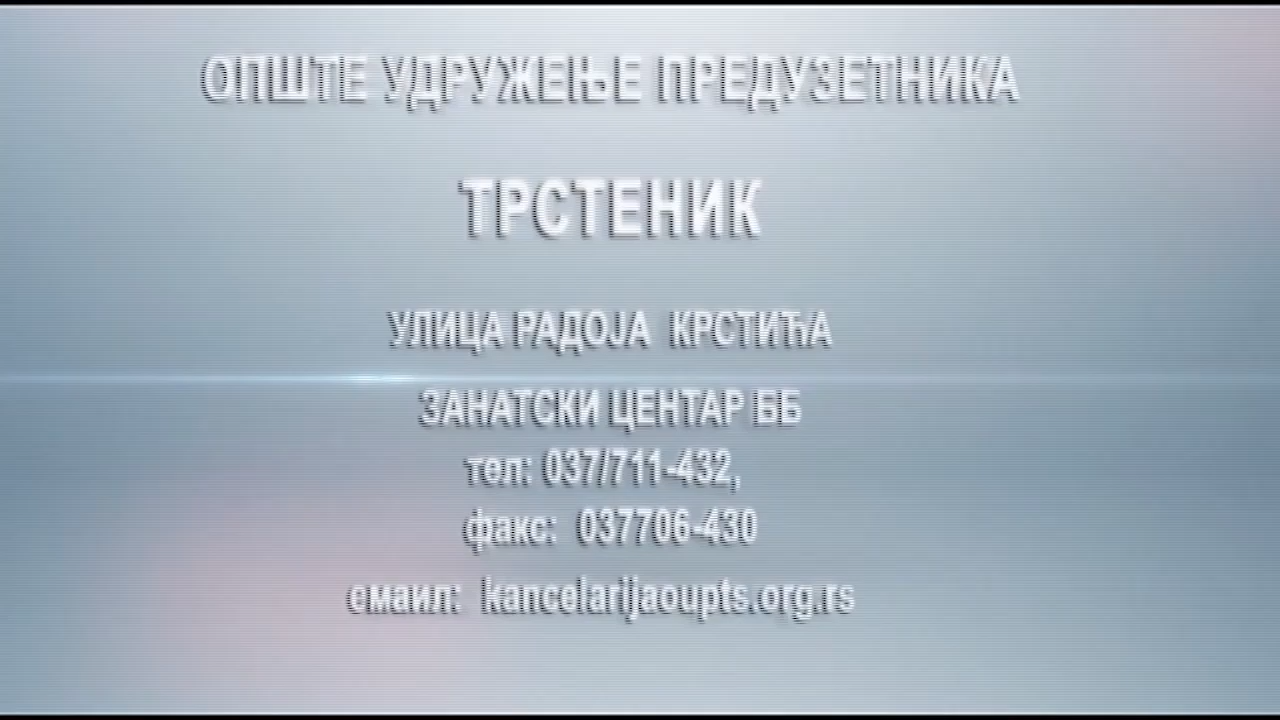 ОПШТЕ УДРУЖЕЊЕ ПРЕДУЗЕТНИКА
ТРСТЕНИК
УЛИЦА РАДОЈА КРСТИЋА
ЗАНАТСКИ ЦЕНТАР ББ
тел: 037/711-432,
факс: 037706-430
емаил: kancelarijaoupts.org.rs